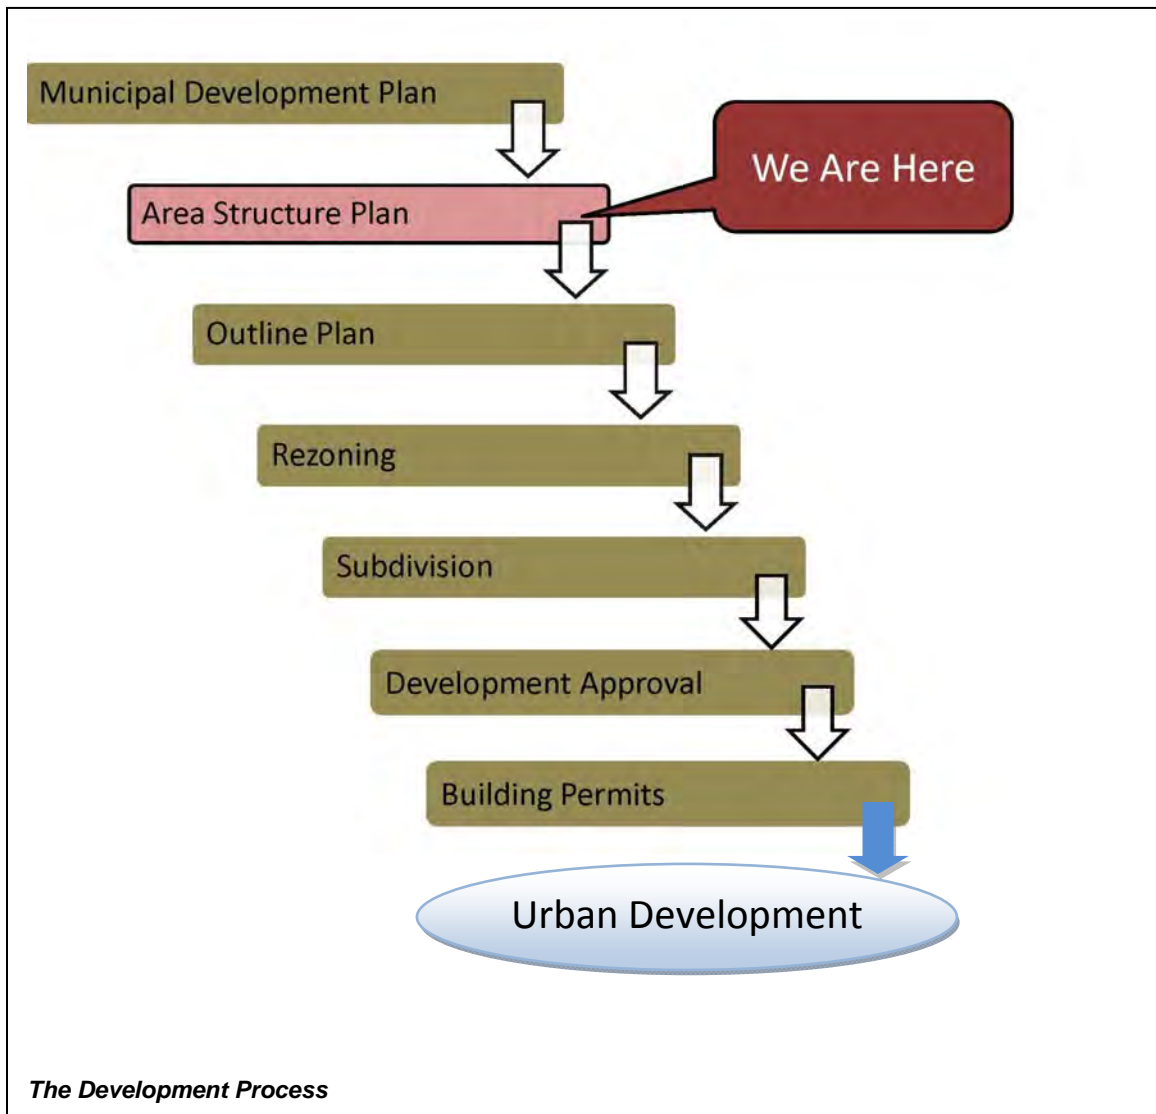 Municipal Development Plan
We Are Here
Area Structure Plan
Outline Plan
Rezoning
Subdivision
Development Approval
Building Permits
Urban Development
The Development Process